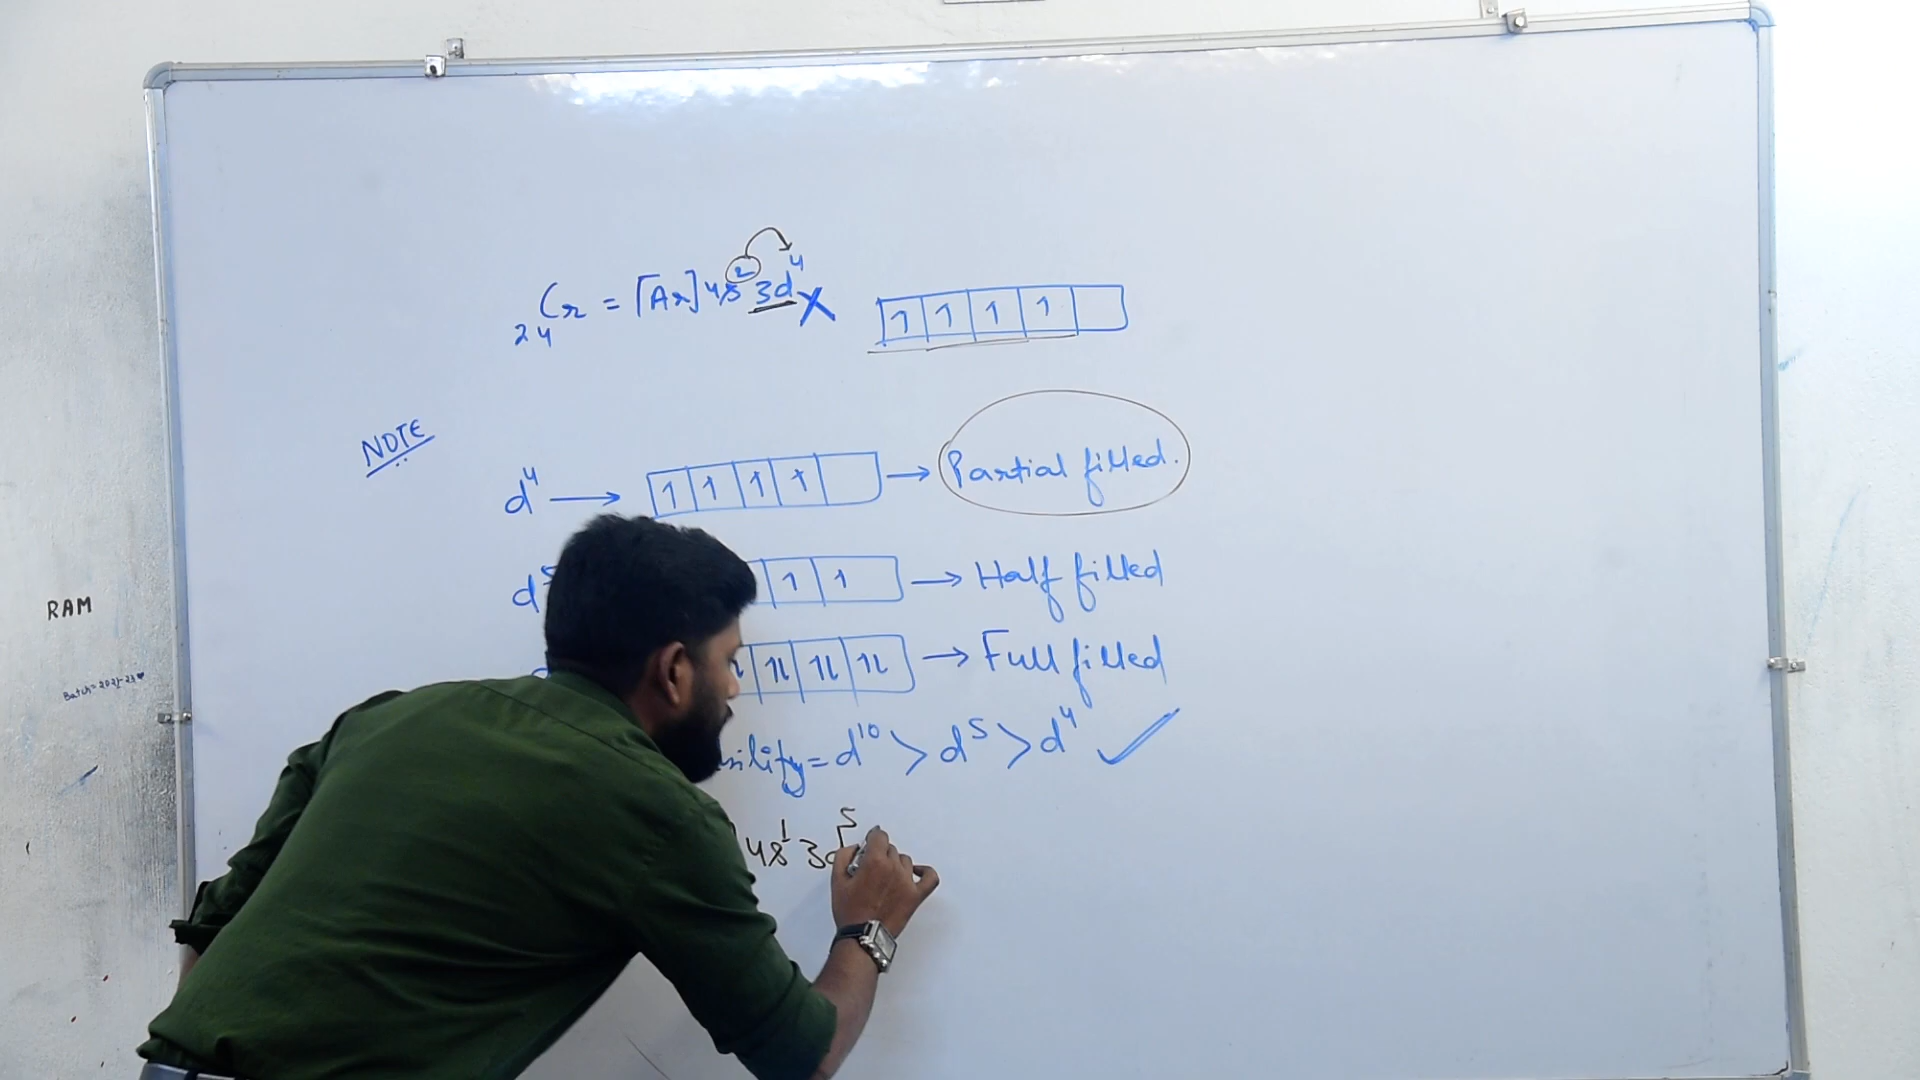 ₂₄Cr = [Ar] 4s² 3d⁴ X 1 1 1 1
NOTE
d⁴ → 1 1 1 1 → Partial filled.
d⁵ 1 1 → Half filled
1L 1L 1L → Full filled
= d¹⁰ > d⁵ > d⁴ ✓
4s¹ 3d⁵
RAM